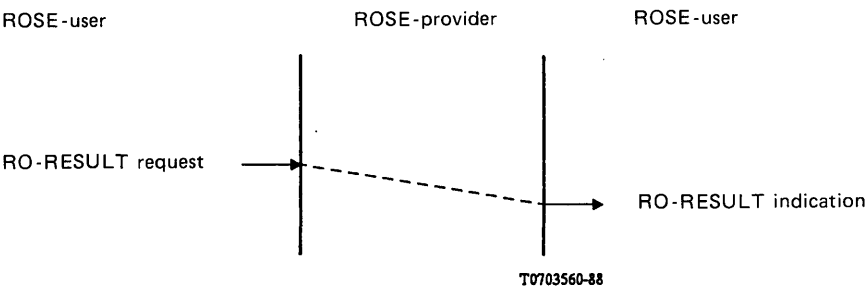 ROSE-user ROSE-provider ROSE-user
RO-RESULT request
RO-RESULT indication
T0703560-88